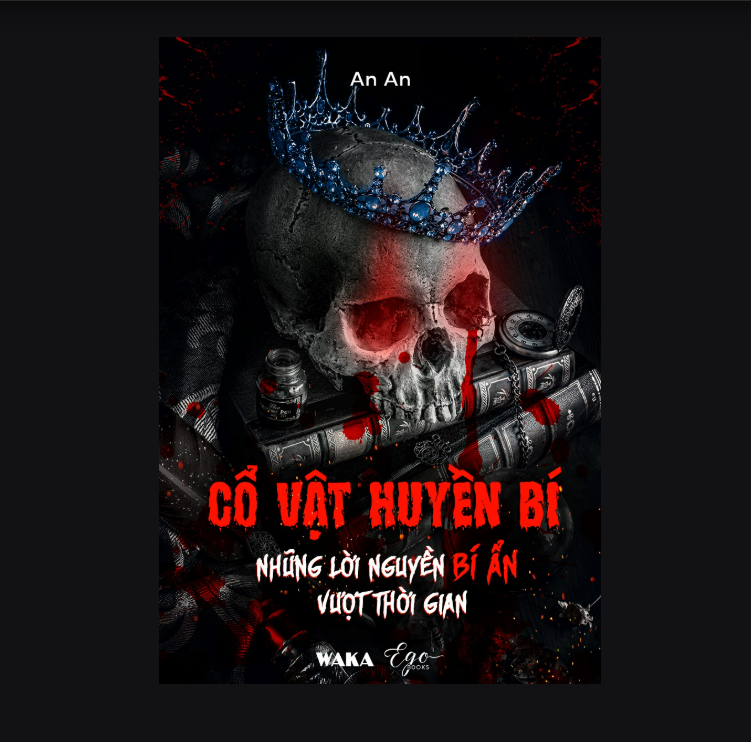 An An
CỔ VẬT HUYỀN BÍ
NHỮNG LỜI NGUYỀN BÍ ẨN
VƯỢT THỜI GIAN
WAKA Ego
BOOKS